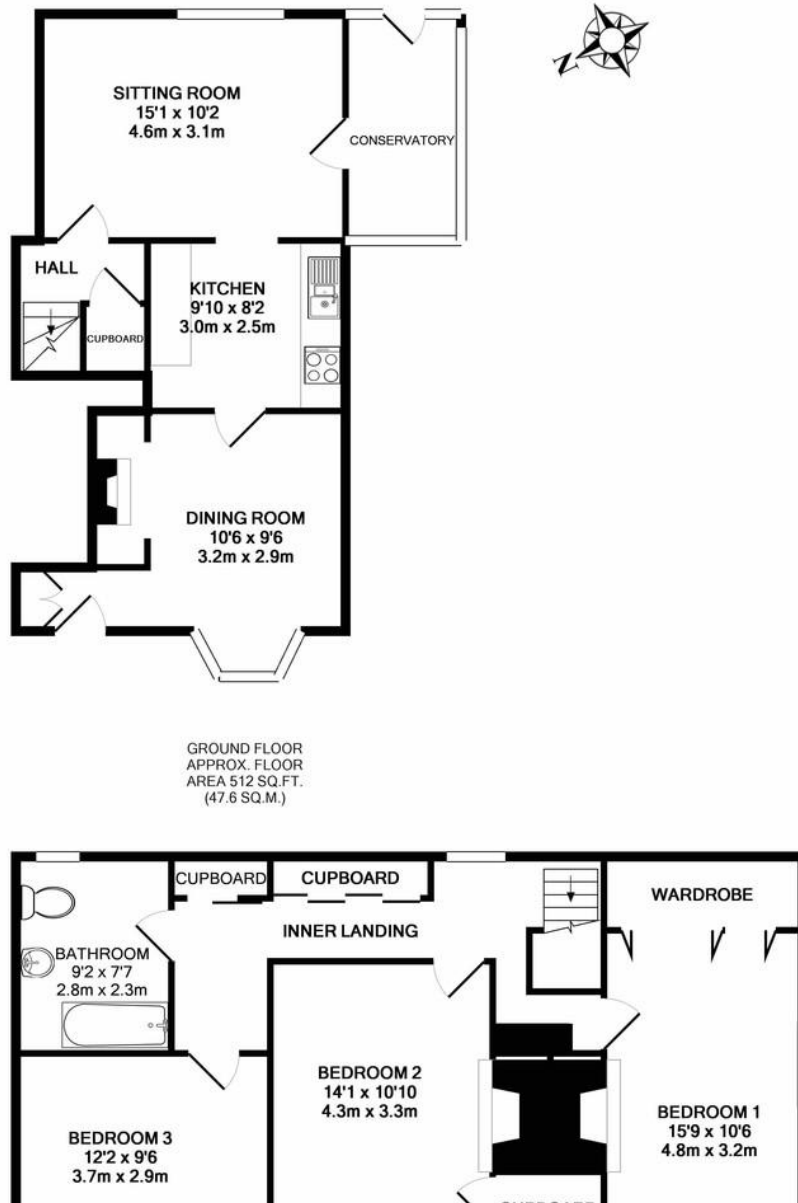 SITTING ROOM
15'1 x 10'2
4.6m x 3.1m
N
CONSERVATORY
HALL
KITCHEN
9'10 x 8'2
3.0m x 2.5m
CUPBOARD
DINING ROOM
10'6 x 9'6
3.2m x 2.9m
GROUND FLOOR
APPROX. FLOOR
AREA 512 SQ.FT.
(47.6 SQ.M.)
CUPBOARD
CUPBOARD
WARDROBE
INNER LANDING
BATHROOM
9'2 x 7'7
2.8m x 2.3m
BEDROOM 2
14'1 x 10'10
4.3m x 3.3m
BEDROOM 1
15'9 x 10'6
4.8m x 3.2m
BEDROOM 3
12'2 x 9'6
3.7m x 2.9m